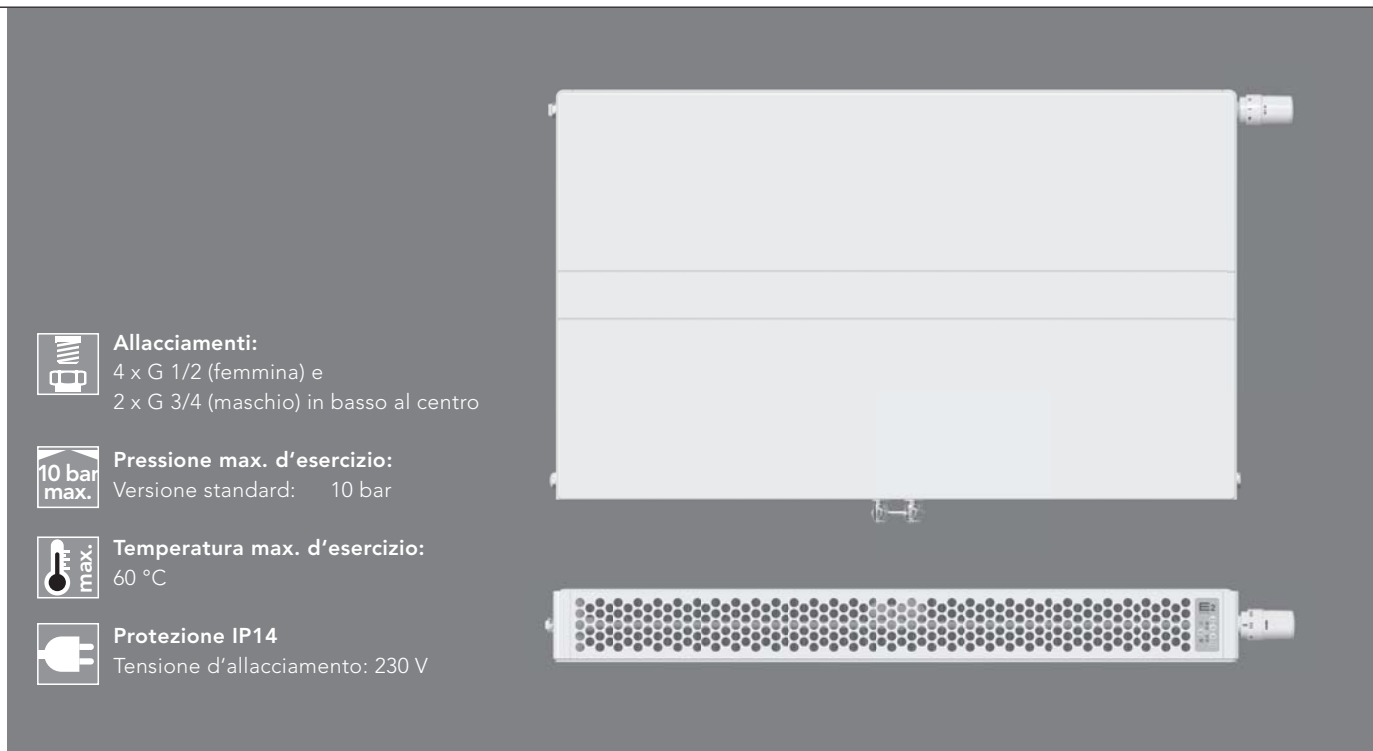 Allacciamenti:
4 x G 1/2 (femmina) e
2 x G 3/4 (maschio) in basso al centro
10 bar
max.
Pressione max. d’esercizio:
Versione standard: 10 bar
max.
Temperatura max. d’esercizio:
60 °C
Protezione IP14
Tensione d’allacciamento: 230 V
E2